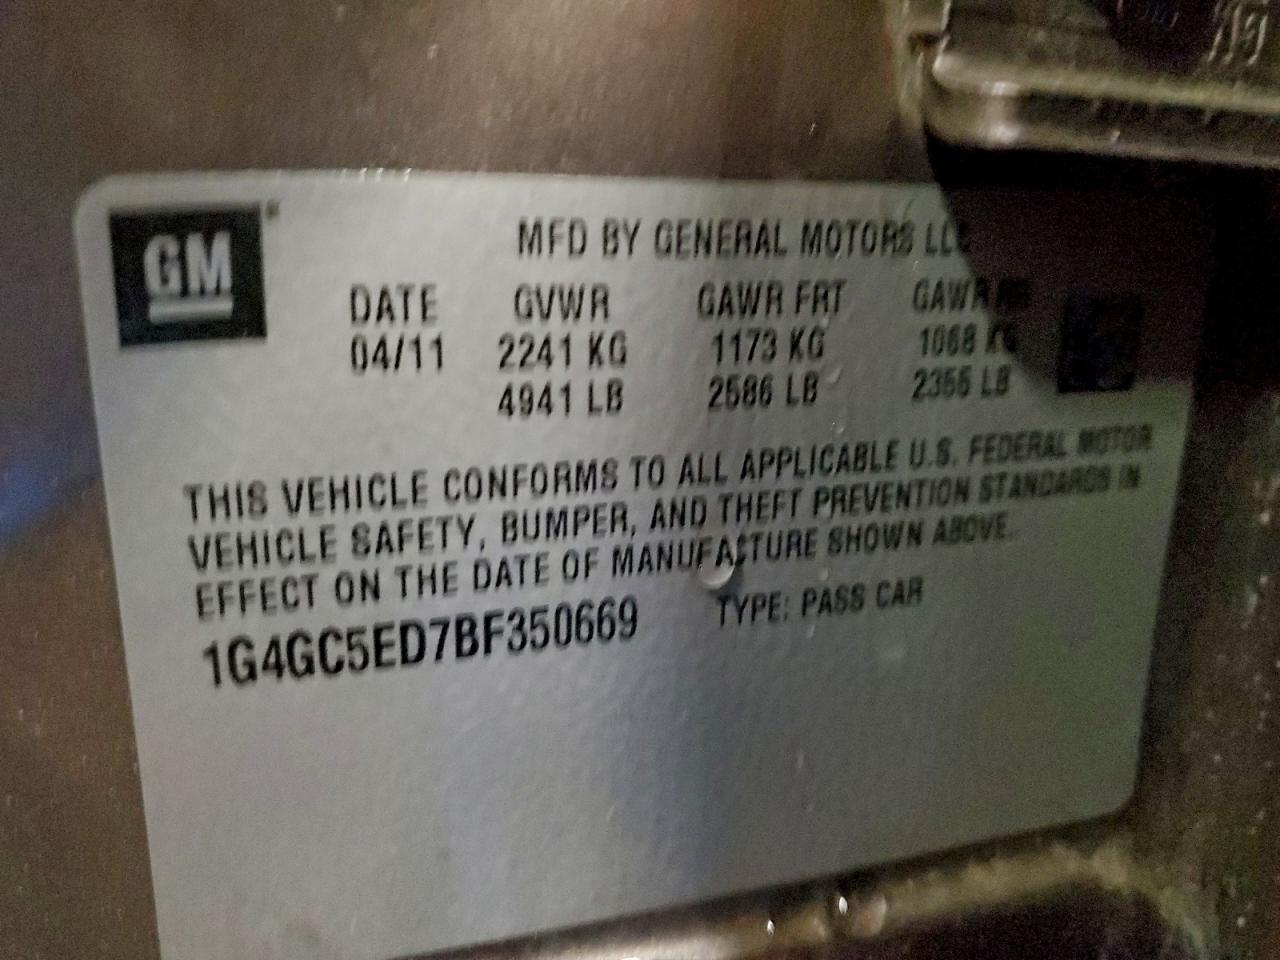 GM
MFD BY GENERAL MOTORS LLC
DATE GVWR GAWR FRT GAWR
04/11 2241 KG 1173 KG 1068 KG
4941 LB 2586 LB 2355 LB
THIS VEHICLE CONFORMS TO ALL APPLICABLE U.S. FEDERAL MOTOR
VEHICLE SAFETY, BUMPER, AND THEFT PREVENTION STANDARDS IN
EFFECT ON THE DATE OF MANUFACTURE SHOWN ABOVE.
1G4GC5ED7BF350669 TYPE: PASS CAR